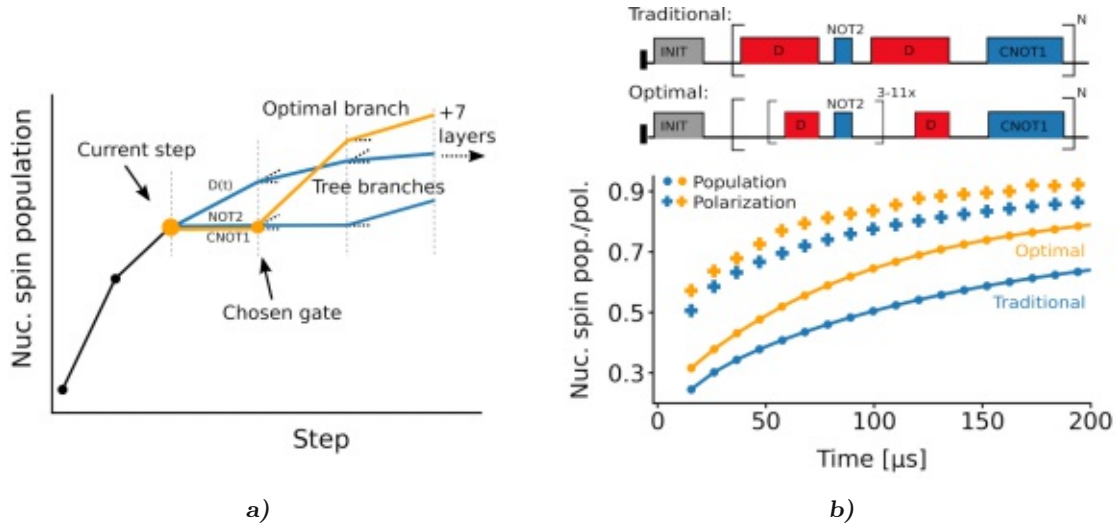 Nuc. spin population
Step
Current step
Optimal branch
+7
layers
D(t)
Tree branches
NOT2
CNOT1
Chosen gate
a)
Traditional:
INIT
D
NOT2
D
CNOT1
N
Optimal:
INIT
D
NOT2
3-11x
D
CNOT1
N
Nuc. spin pop./pol.
0.9
0.7
0.5
0.3
Population
Polarization
Optimal
Traditional
0
50
100
150
200
Time [µs]
b)